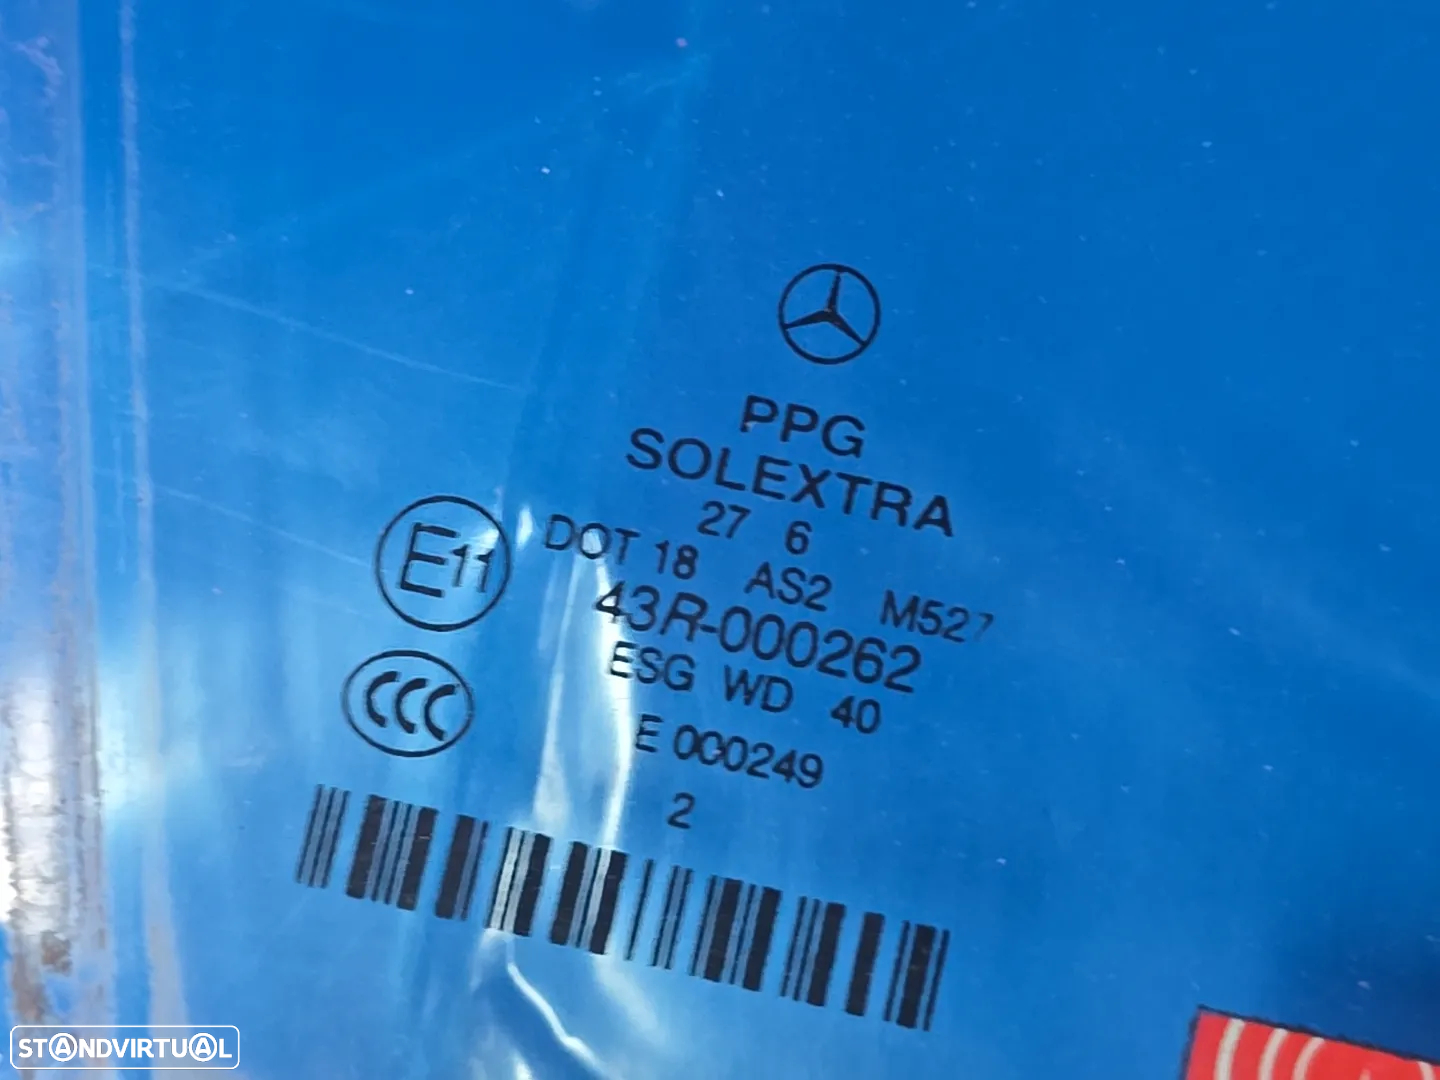 PPG
SOLEXTRA
27 6
DOT 18 AS2 M527
43R-000262
ESG WD 40
E 000249
2
E11
CCC
STANDVIRTUAL